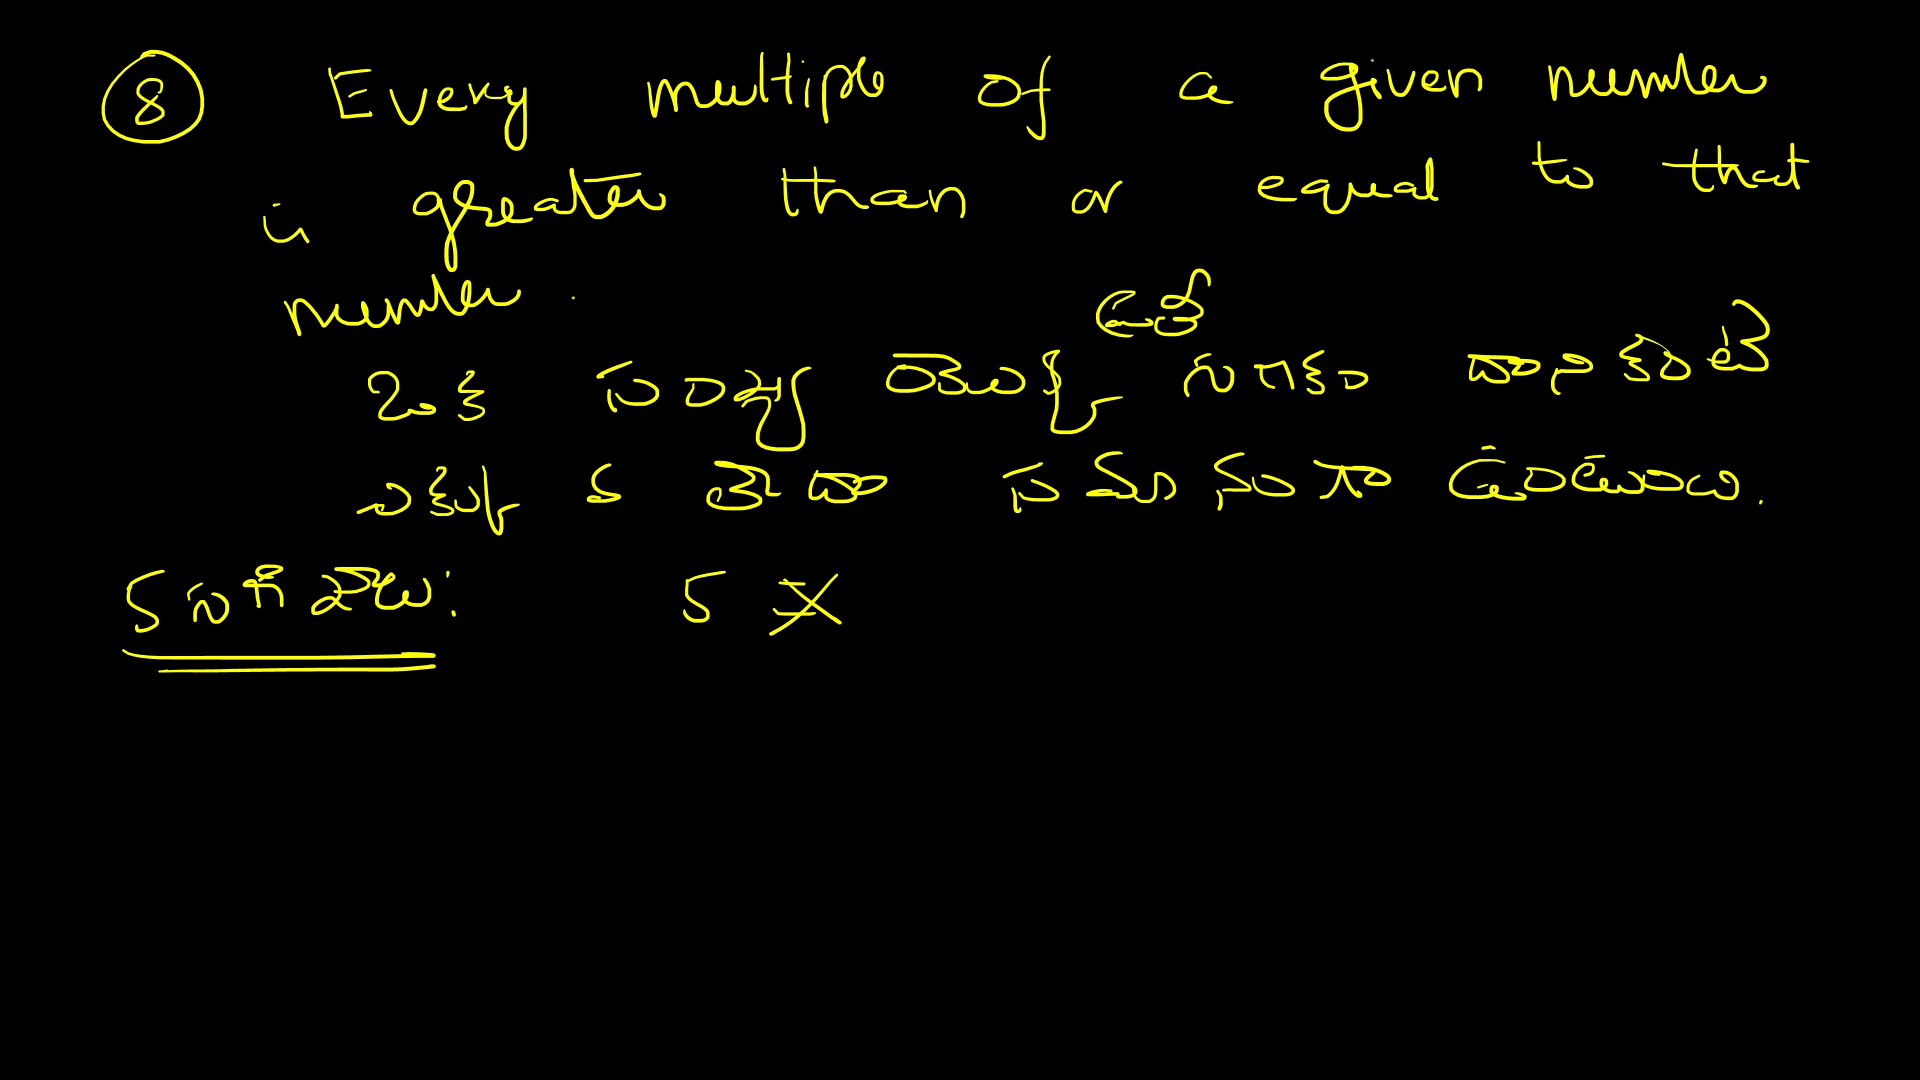 ⑧ Every multiple of a given number
is greater than or equal to that
number.
ప్రతి
ఒక సంఖ్య యొక్క గుణిజం దానికంటే
ఎక్కువ లేదా సమానంగా ఉంటుంది.
5 గుణిజాలు: 5 ×